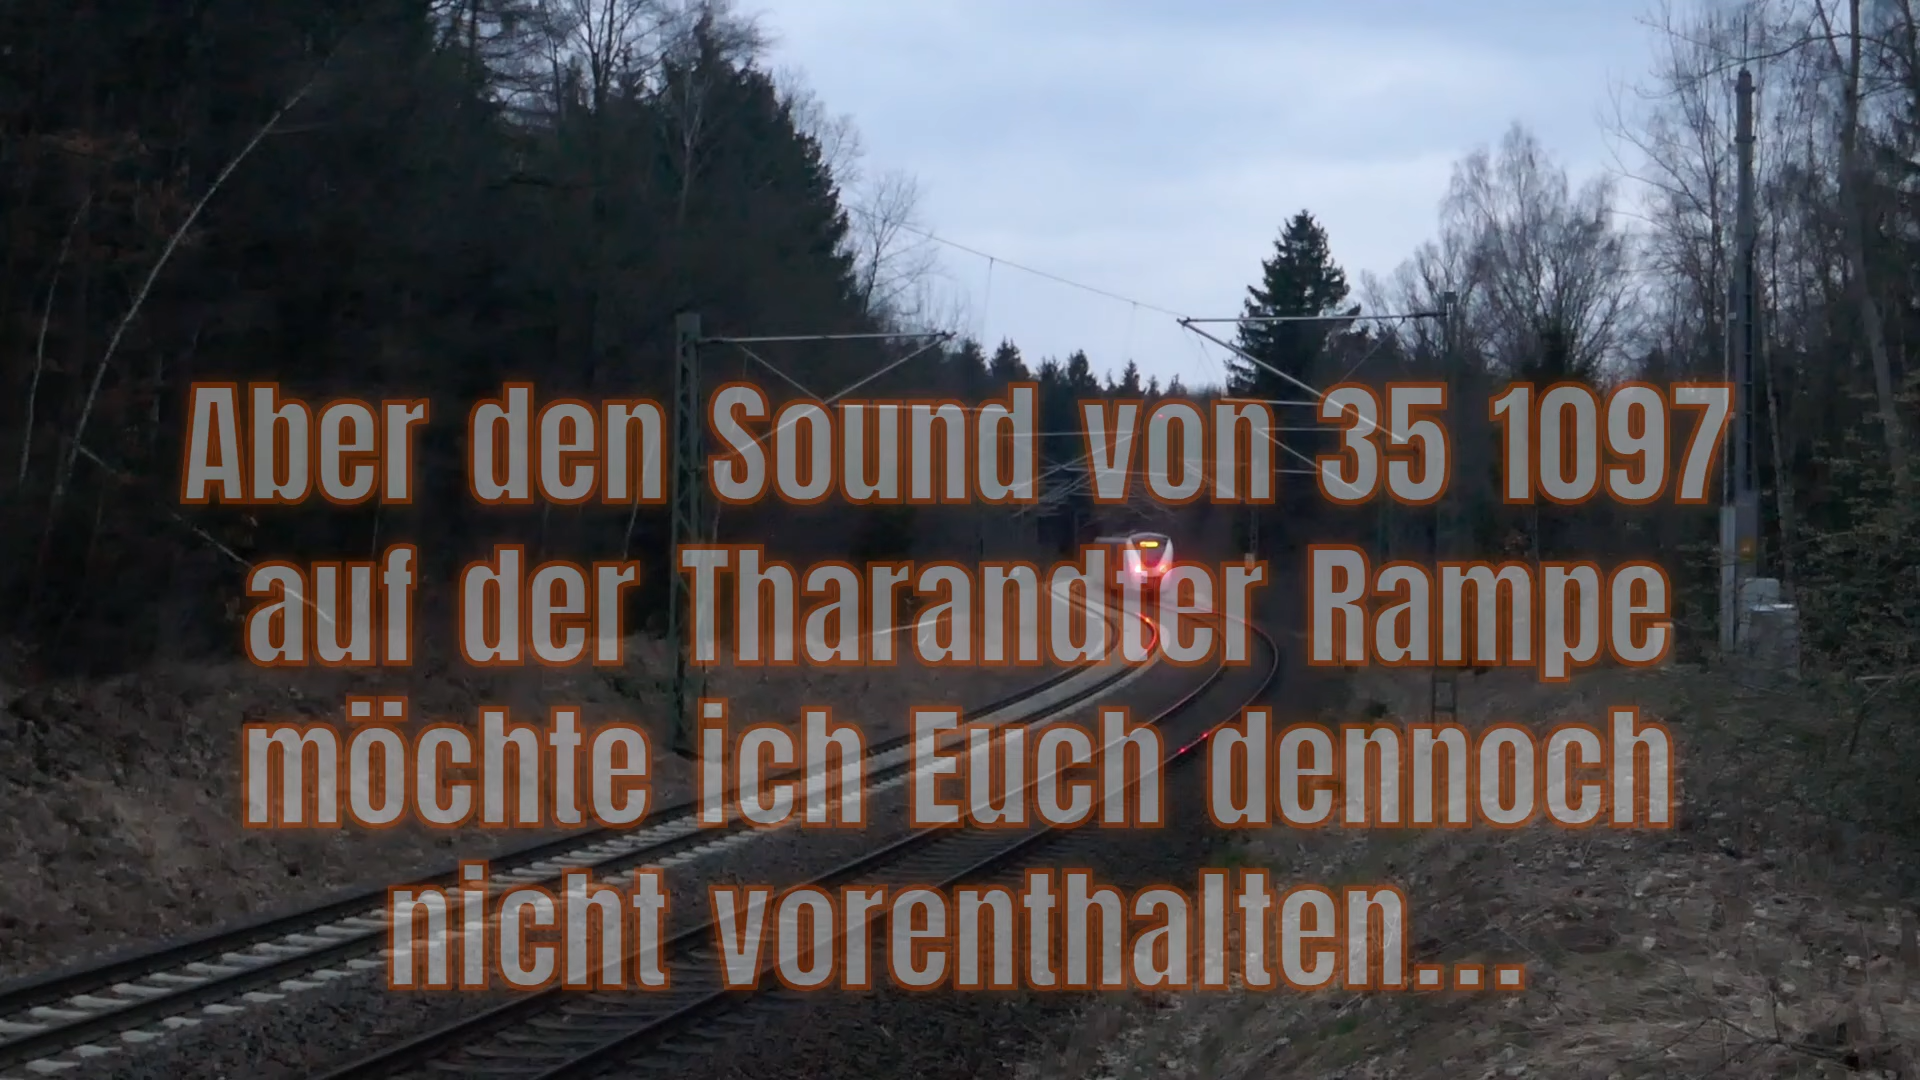 Aber den Sound von 35 1097
auf der Tharandter Rampe
möchte ich Euch dennoch
nicht vorenthalten...